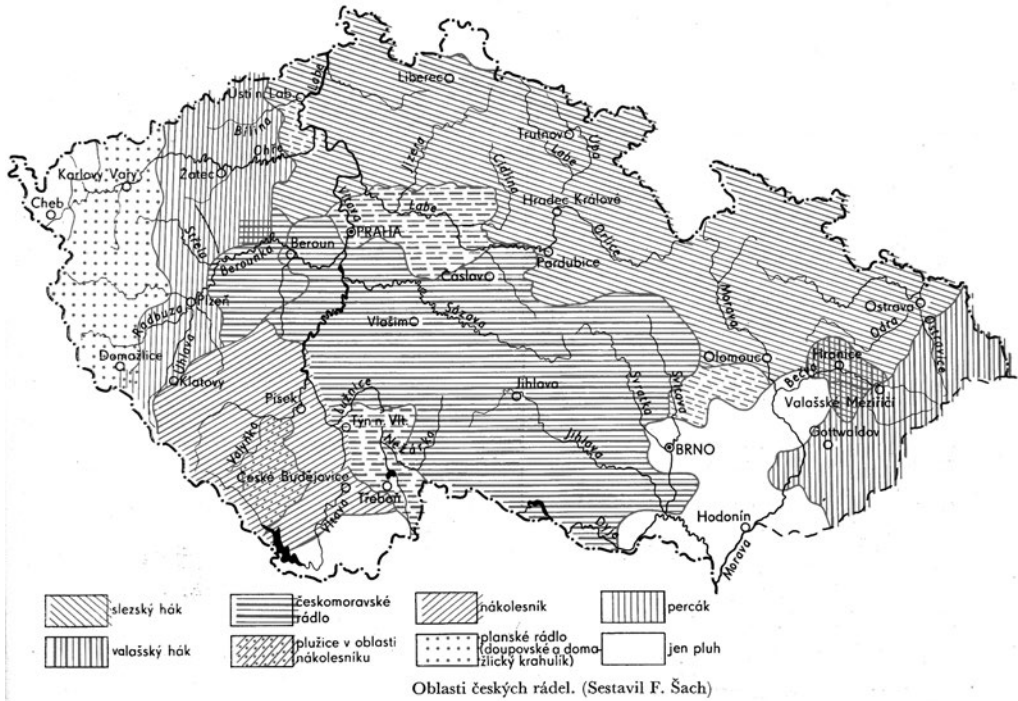 Liberec
Labe
Ústí n. Lab.
Bílina
Ohře
Jizera
Trutnov
Úpa
Labe
Cidlina
Karlovy Vary
Žatec
Cheb
Vltava
Labe
Hradec Králové
PRAHA
Orlice
Střela
Beroun
Berounka
Pardubice
Čáslav
Plzeň
Radbuza
Sázava
Morava
Ostrava
Vlašim
Odra
Ostravice
Úhlava
Domažlice
Olomouc
Hranice
Bečva
Klatovy
Jihlava
Svratka
Svitava
Valašské Meziříčí
Písek
Lužnice
Týn n. Vlt.
Nežárka
Gottwaldov
Volyňka
Jihlava
BRNO
České Budějovice
Třeboň
Vltava
Hodonín
Dyje
Morava
slezský hák
českomoravské
rádlo
nákolesník
percák
valašský hák
plužice v oblasti
nákolesníku
planské rádlo
(doupovské a doma-
žlický krahulík)
jen pluh
Oblasti českých rádel. (Sestavil F. Šach)